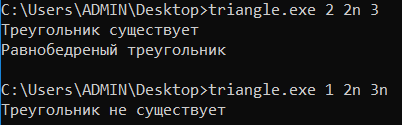 C:\Users\ADMIN\Desktop>triangle.exe 2 2n 3
Треугольник существует
Равнобедреный треугольник
C:\Users\ADMIN\Desktop>triangle.exe 1 2n 3n
Треугольник не существует